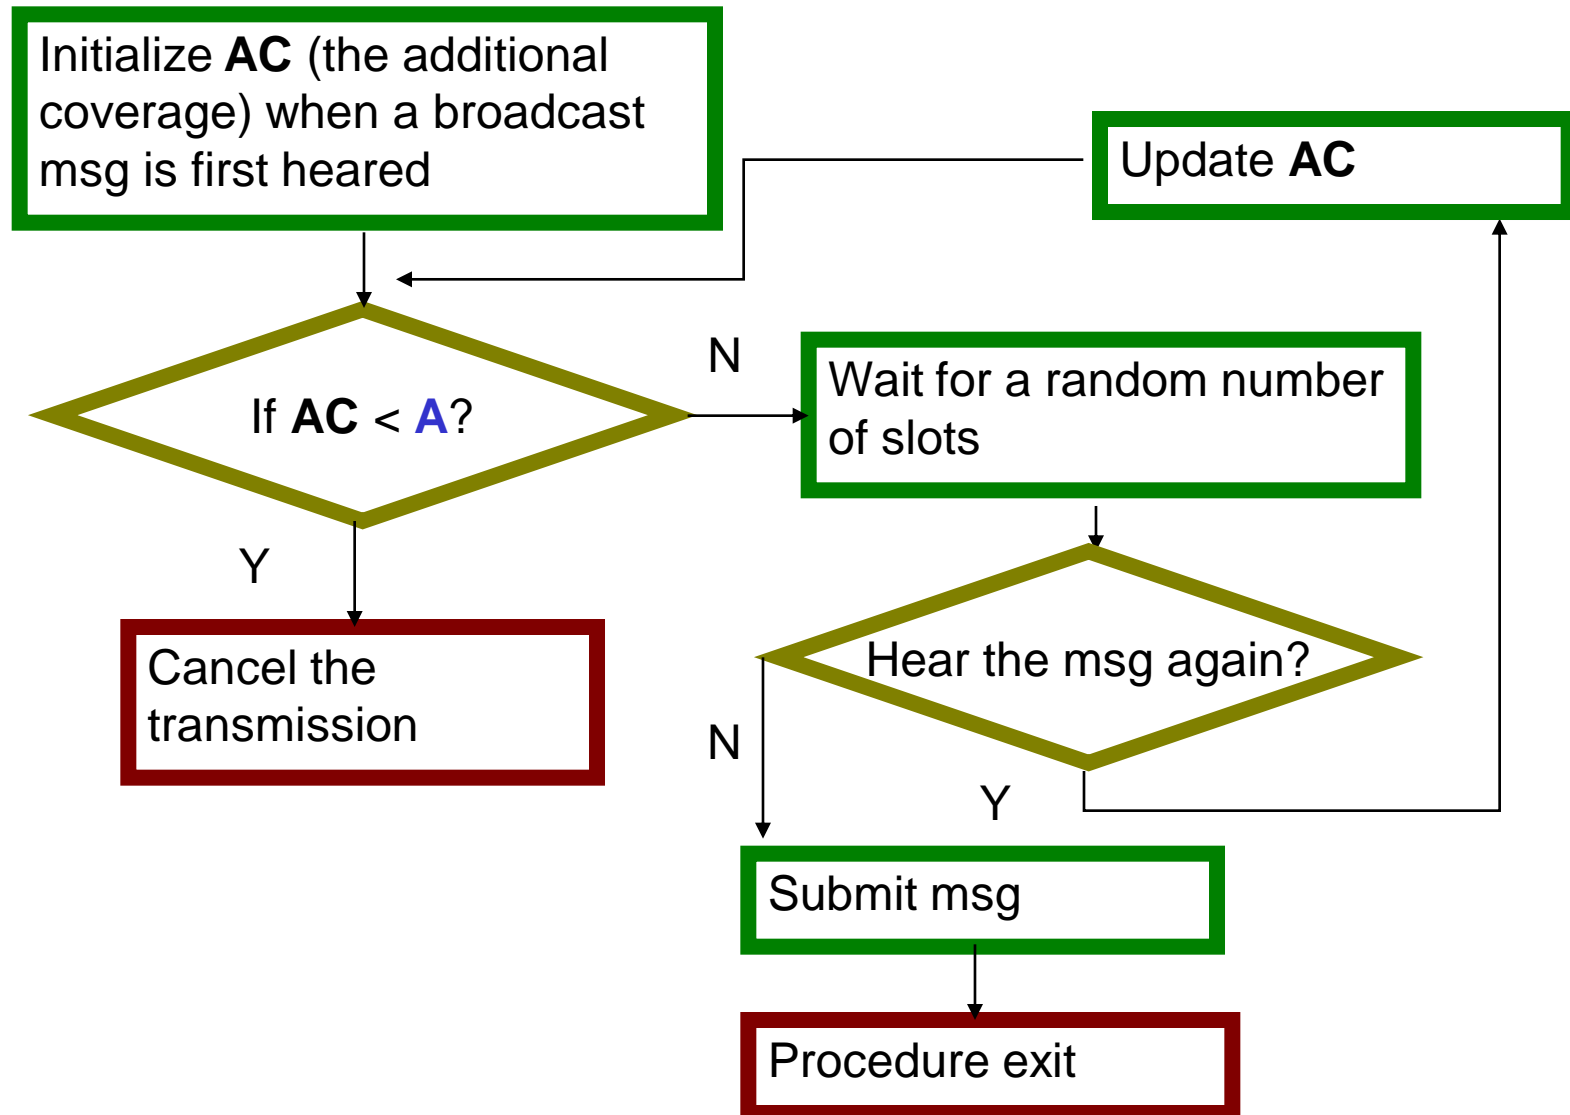 Initialize AC (the additional
coverage) when a broadcast
msg is first heared
Update AC
N
If AC < A?
Wait for a random number
of slots
Y
Cancel the
transmission
Hear the msg again?
N
Y
Submit msg
Procedure exit